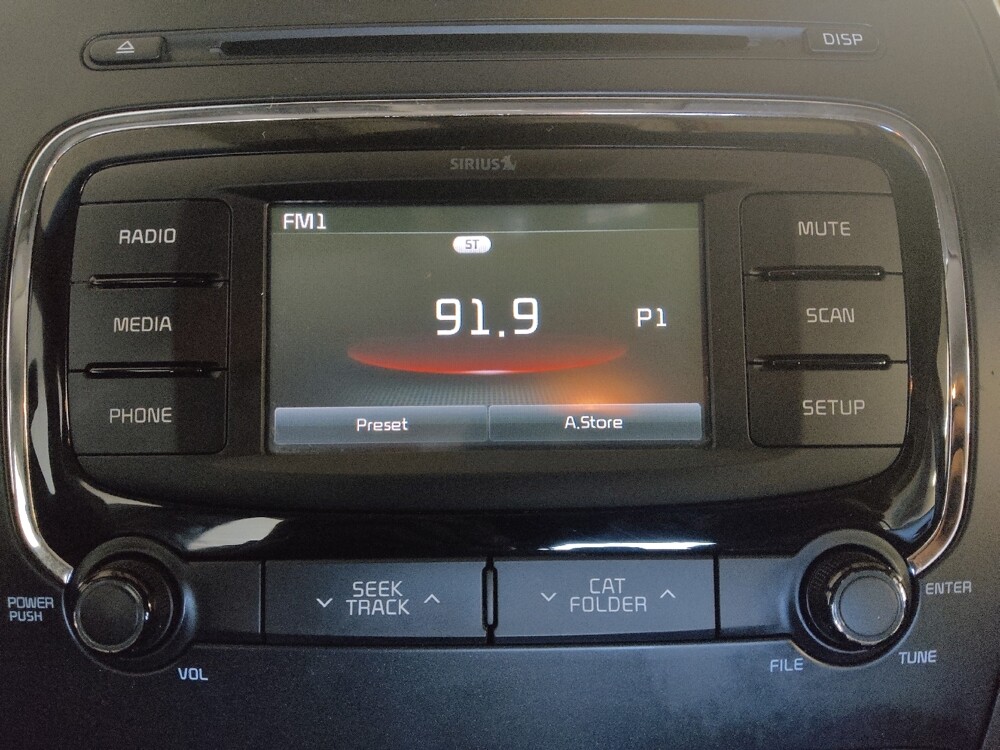 DISP
SIRIUS
RADIO
MEDIA
PHONE
FM1
ST
91.9
P1
Preset
A.Store
MUTE
SCAN
SETUP
POWER
PUSH
VOL
SEEK
TRACK
CAT
FOLDER
ENTER
FILE
TUNE